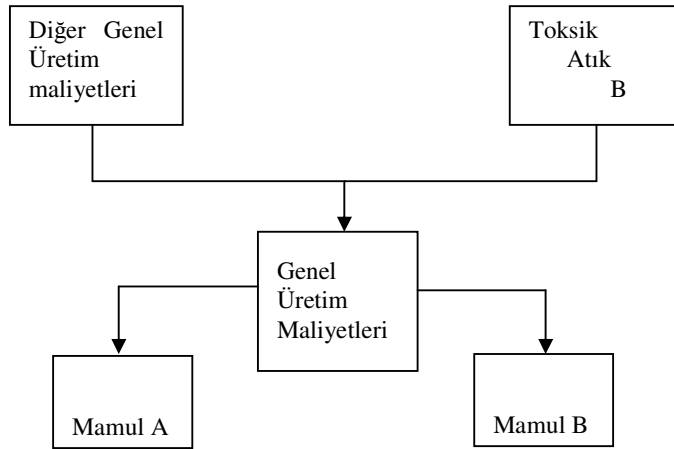 Diğer Genel
Üretim
maliyetleri
Toksik
Atık
B
Genel
Üretim
Maliyetleri
Mamul A
Mamul B